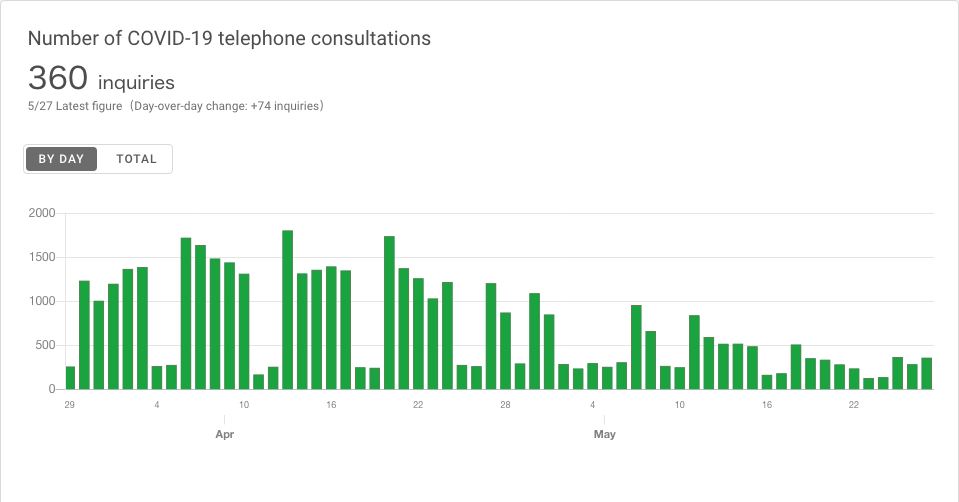 Number of COVID-19 telephone consultations
360 inquiries
5/27 Latest figure（Day-over-day change: +74 inquiries）
BY DAY TOTAL
2000
1500
1000
500
0
29 4 10 16 22 28 4 10 16 22
Apr May